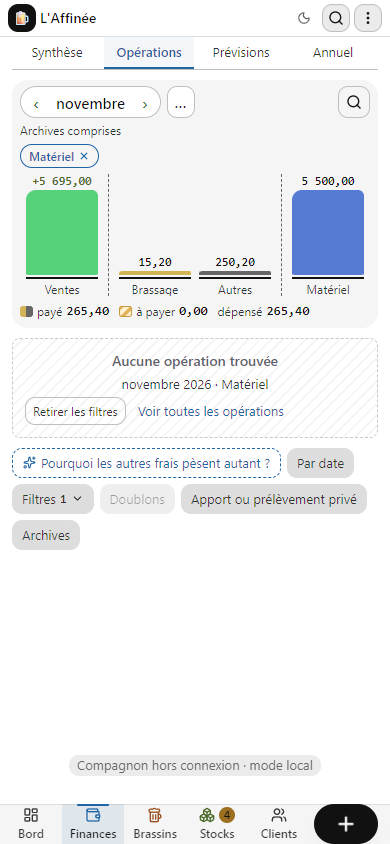 L'Affinée
Synthèse Opérations Prévisions Annuel
‹ novembre › ...
Archives comprises
Matériel ✕
+5 695,00 15,20 250,20 5 500,00
Ventes Brassage Autres Matériel
payé 265,40 à payer 0,00 dépensé 265,40
Aucune opération trouvée
novembre 2026 · Matériel
Retirer les filtres Voir toutes les opérations
Pourquoi les autres frais pèsent autant ? Par date
Filtres 1 Doublons Apport ou prélèvement privé
Archives
Compagnon hors connexion · mode local
4
Bord Finances Brassins Stocks Clients +